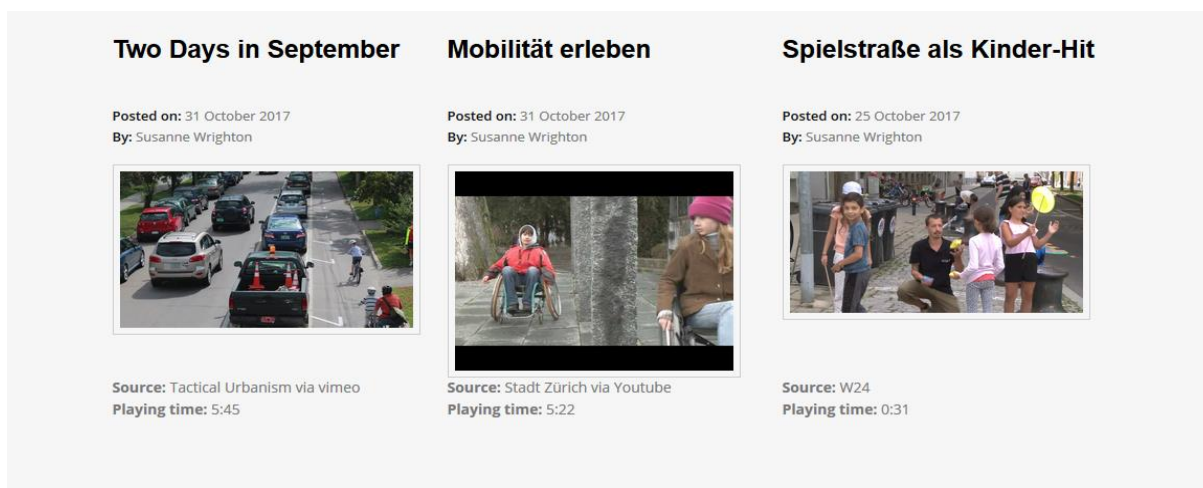 Two Days in September
Posted on: 31 October 2017
By: Susanne Wrighton
Source: Tactical Urbanism via vimeo
Playing time: 5:45
Mobilität erleben
Posted on: 31 October 2017
By: Susanne Wrighton
Source: Stadt Zürich via Youtube
Playing time: 5:22
Spielstraße als Kinder-Hit
Posted on: 25 October 2017
By: Susanne Wrighton
Source: W24
Playing time: 0:31